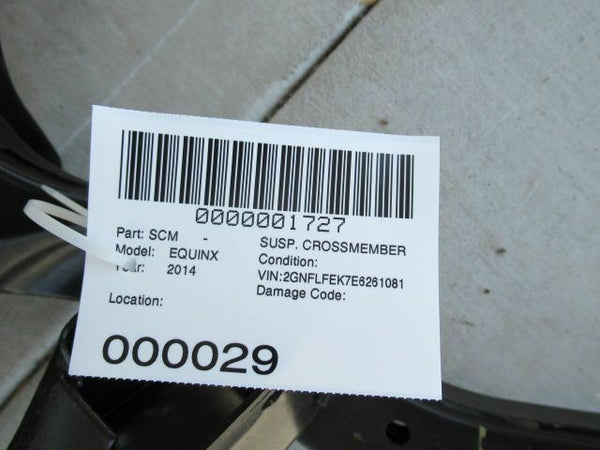 0000001727
Part: SCM - SUSP. CROSSMEMBER
Model: EQUINX Condition:
Year: 2014 VIN:2GNFLFEK7E6261081
Damage Code:
Location:
000029